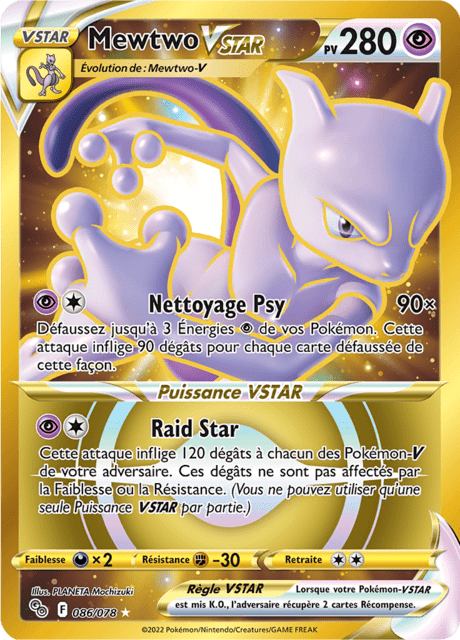 VSTAR
Mewtwo VSTAR PV 280
Évolution de : Mewtwo-V
Nettoyage Psy 90×
Défaussez jusqu'à 3 Énergies de vos Pokémon. Cette
attaque inflige 90 dégâts pour chaque carte défaussée de
cette façon.
Puissance VSTAR
Raid Star
Cette attaque inflige 120 dégâts à chacun des Pokémon-V
de votre adversaire. Ces dégâts ne sont pas affectés par
la Faiblesse ou la Résistance. (Vous ne pouvez utiliser qu'une
seule Puissance VSTAR par partie.)
Faiblesse ×2 Résistance -30 Retraite
Illus. PLANETA Mochizuki
GO F 086/078
Règle VSTAR Lorsque votre Pokémon-VSTAR
est mis K.O., l'adversaire récupère 2 cartes Récompense.
©2022 Pokémon/Nintendo/Creatures/GAME FREAK